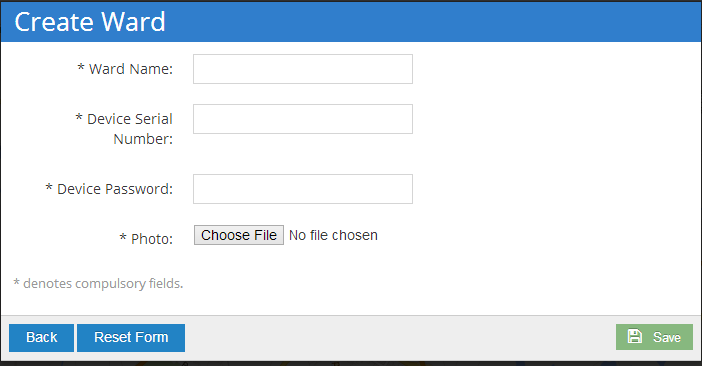 Create Ward
* Ward Name:
* Device Serial
Number:
* Device Password:
* Photo: Choose File No file chosen
* denotes compulsory fields.
Back Reset Form Save